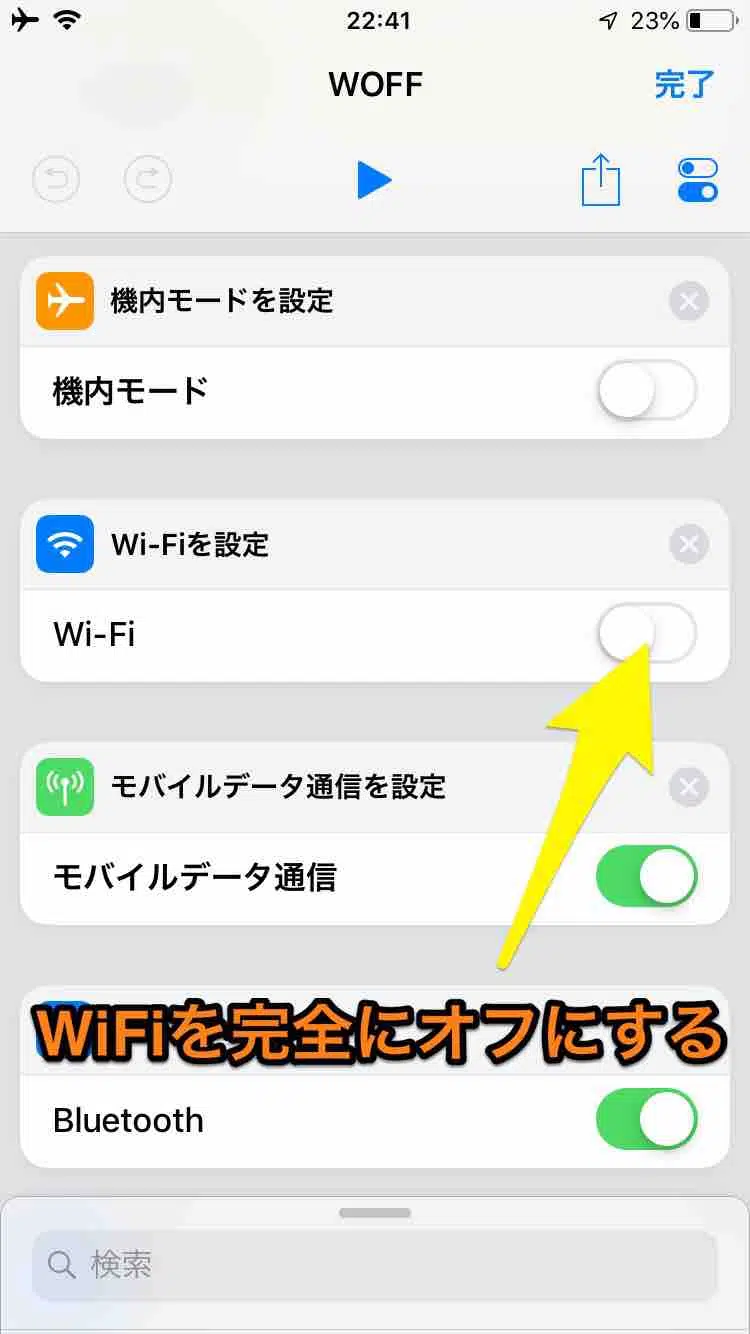 22:41
23%
WOFF
完了
機内モードを設定
機内モード
Wi-Fiを設定
Wi-Fi
モバイルデータ通信を設定
モバイルデータ通信
WiFiを完全にオフにする
Bluetooth
検索